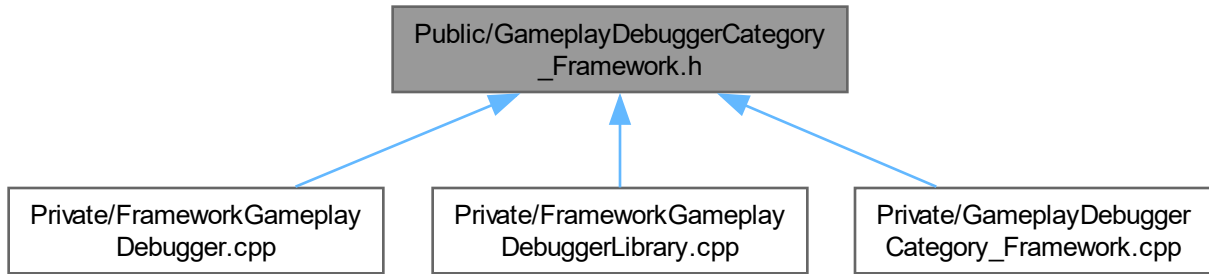 Public/GameplayDebuggerCategory
_Framework.h
Private/FrameworkGameplay
Debugger.cpp
Private/FrameworkGameplay
DebuggerLibrary.cpp
Private/GameplayDebugger
Category_Framework.cpp